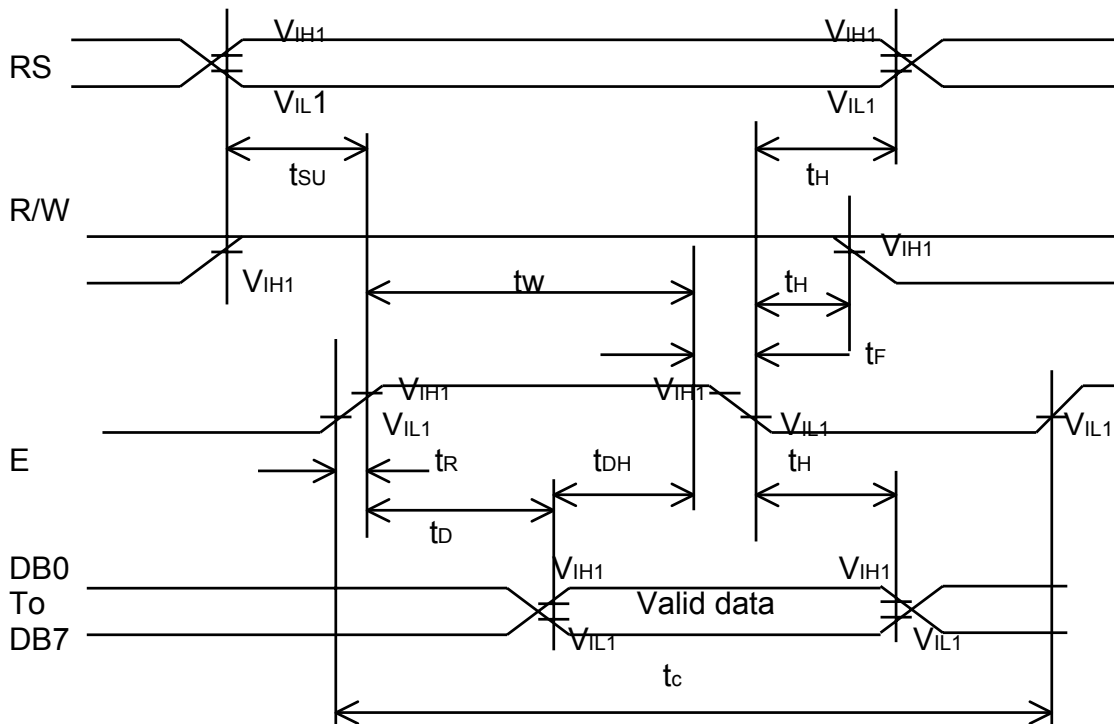 VIH1 VIH1
RS
VIL1 VIL1
tSU tH
R/W
VIH1
VIH1
tw tH
tF
VIH1 VIH1
VIL1 VIL1 VIL1
E
tR tDH tH
tD
DB0 VIH1 VIH1
To Valid data
DB7 VIL1 VIL1
tc